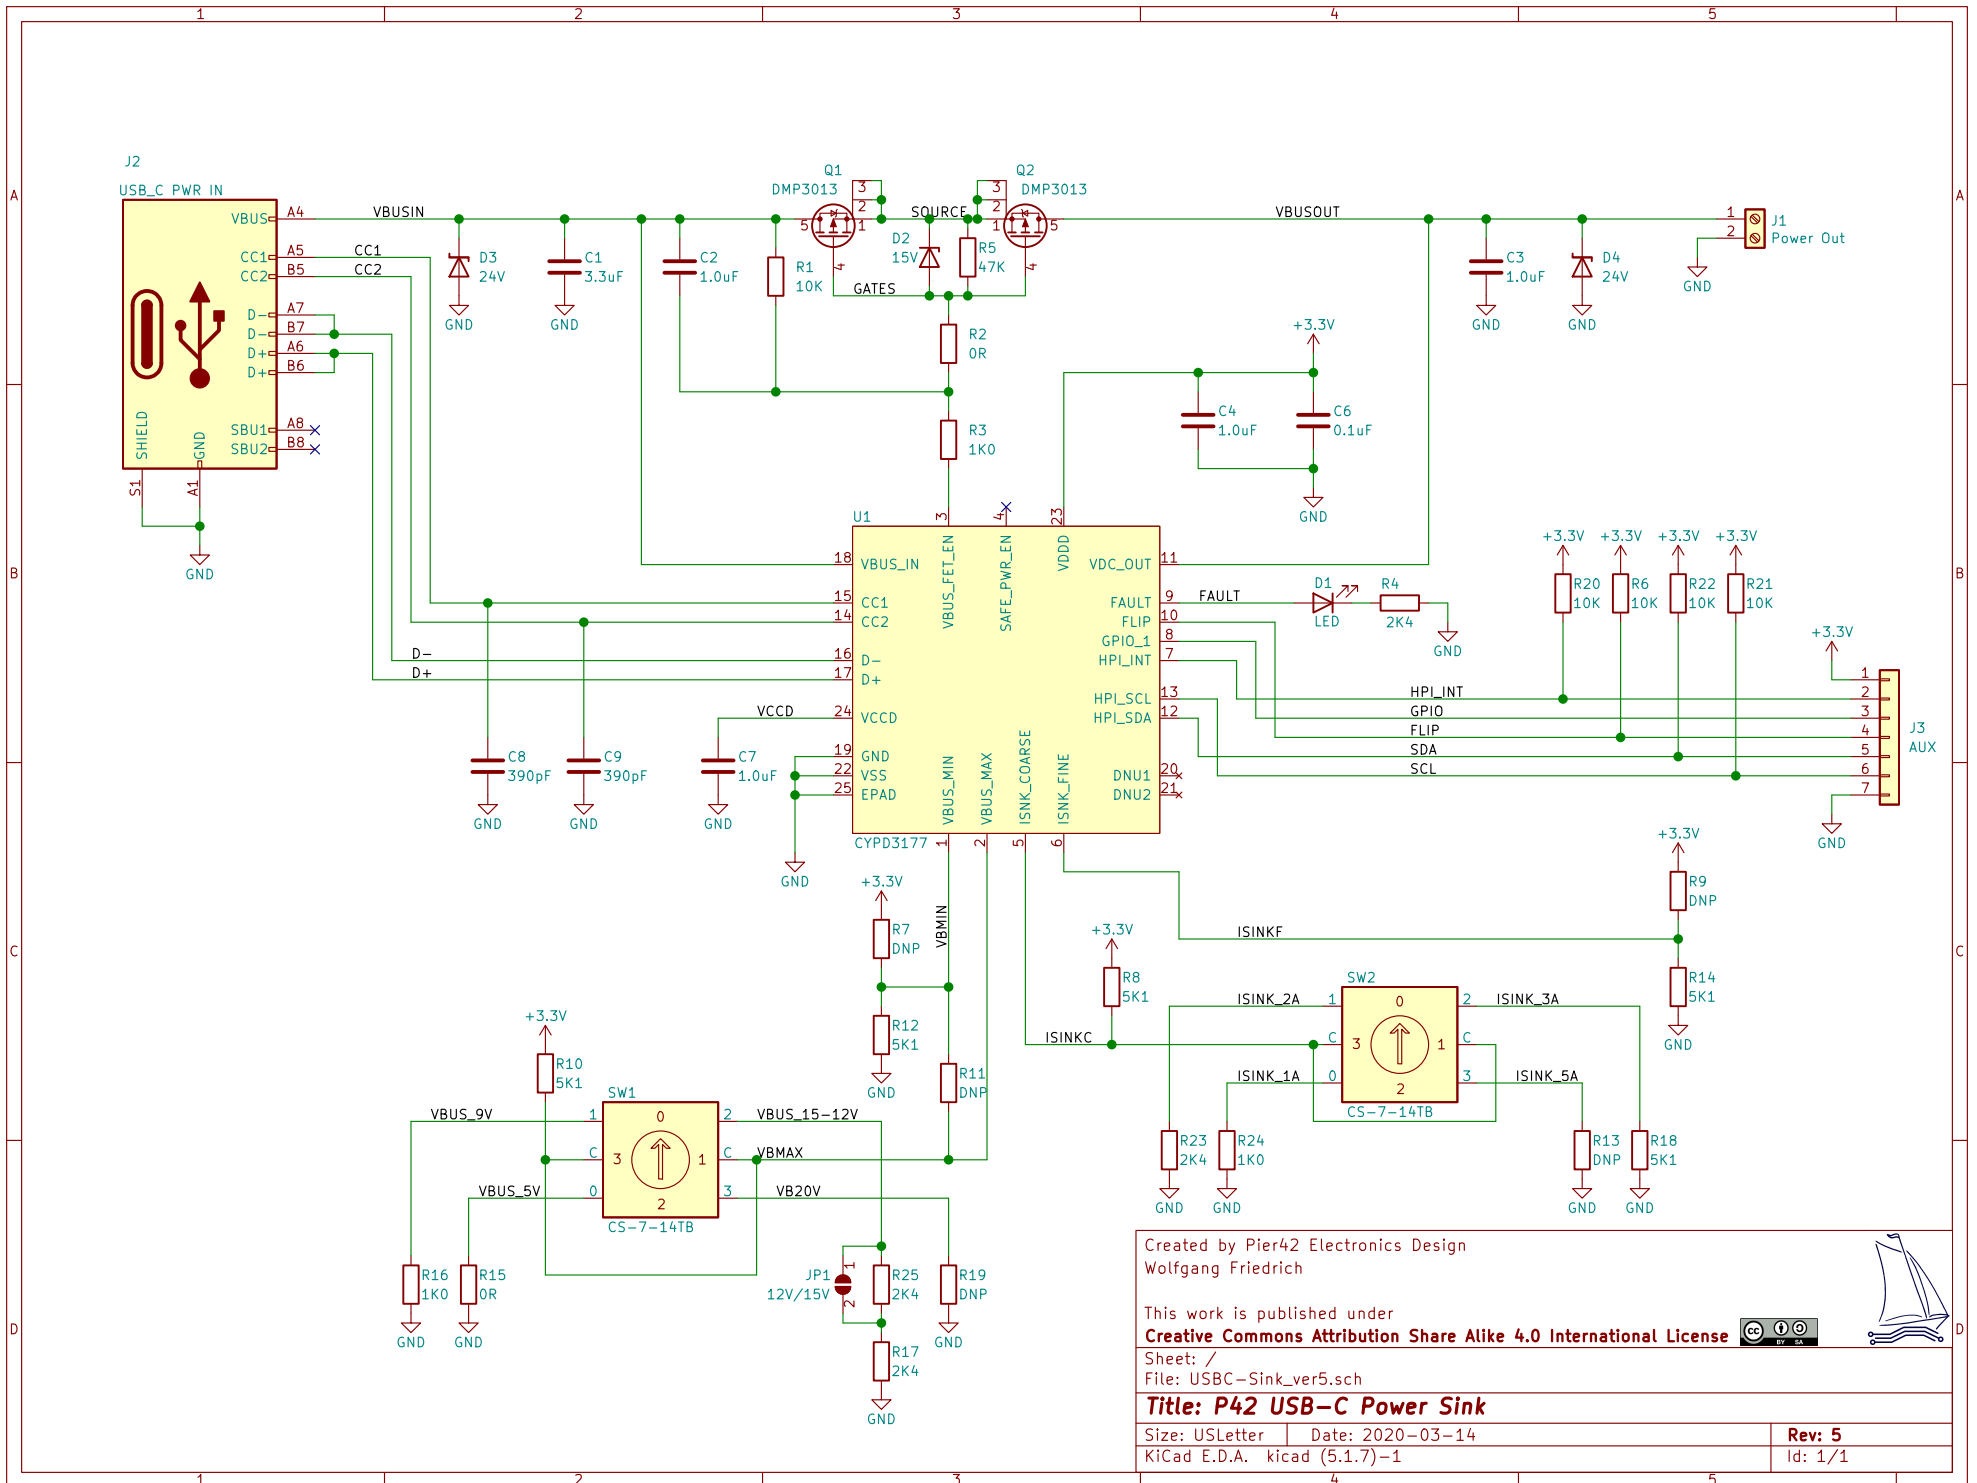 1 2 3 4 5
A A
B B
C C
D D
J2
USB_C PWR IN
VBUS A4
CC1 A5
CC2 B5
D- A7
D- B7
D+ A6
D+ B6
SBU1 A8
SBU2 B8
SHIELD
GND
S1
A1
GND
VBUSIN
CC1
CC2
D3
24V
GND
C1
3.3uF
GND
C2
1.0uF
R1
10K
Q1
DMP3013
3
2
5 1
4
SOURCE
D2
15V
R5
47K
Q2
DMP3013
3
2
1
4
GATES
R2
0R
R3
1K0
VBUSOUT
C3
1.0uF
GND
D4
24V
GND
1
2
J1
Power Out
GND
+3.3V
C4
1.0uF
C6
0.1uF
GND
U1
3 VBUS_FET_EN
4 SAFE_PWR_EN
23 VDDD
18 VBUS_IN
15 CC1
14 CC2
16 D-
17 D+
24 VCCD
19 GND
22 VSS
25 EPAD
VDC_OUT 11
FAULT 9
FLIP 10
GPIO_1 8
HPI_INT 7
HPI_SCL 13
HPI_SDA 12
DNU1 20
DNU2 21
VBUS_MIN 1
VBUS_MAX 2
ISNK_COARSE 5
ISNK_FINE 6
CYPD3177
D-
D+
VCCD
C8
390pF
GND
C9
390pF
GND
C7
1.0uF
GND
GND
FAULT
D1
LED
R4
2K4
GND
+3.3V +3.3V +3.3V +3.3V
R20
10K
R6
10K
R22
10K
R21
10K
HPI_INT
GPIO
FLIP
SDA
SCL
+3.3V
1
2
3
4
5
6
7
J3
AUX
GND
+3.3V
R7
DNP
VBMIN
R12
5K1
GND
R11
DNP
+3.3V
R10
5K1
SW1
0
1
2
3
1
C
0
2
C
3
CS-7-14TB
VBUS_9V
VBUS_5V
VBUS_15-12V
VBMAX
VB20V
R16
1K0
GND
R15
0R
GND
JP1
12V/15V
1
2
R25
2K4
R17
2K4
GND
R19
DNP
GND
+3.3V
R8
5K1
ISINKC
ISINKF
+3.3V
R9
DNP
R14
5K1
GND
SW2
0
1
2
3
1
C
0
2
C
3
CS-7-14TB
ISINK_2A
ISINK_1A
ISINK_3A
ISINK_5A
R23
2K4
GND
R24
1K0
GND
R13
DNP
GND
R18
5K1
GND
Created by Pier42 Electronics Design
Wolfgang Friedrich
This work is published under
Creative Commons Attribution Share Alike 4.0 International License
cc BY SA
Sheet: /
File: USBC-Sink_ver5.sch
Title: P42 USB-C Power Sink
Size: USLetter Date: 2020-03-14 Rev: 5
KiCad E.D.A. kicad (5.1.7)-1 Id: 1/1
1 2 3 4 5